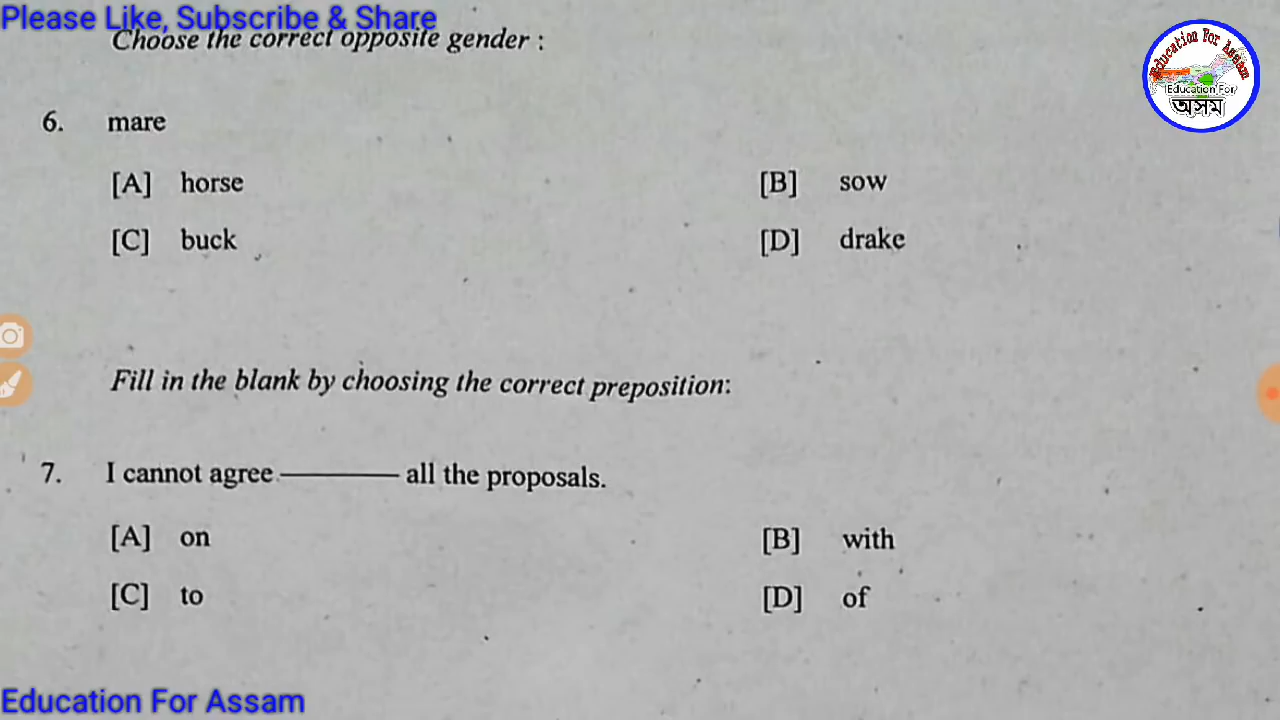 Please Like, Subscribe & Share
Choose the correct opposite gender :
Education For Assam
Education For
অসম
6. mare
[A] horse [B] sow
[C] buck [D] drake
Fill in the blank by choosing the correct preposition:
7. I cannot agree ———— all the proposals.
[A] on [B] with
[C] to [D] of
Education For Assam